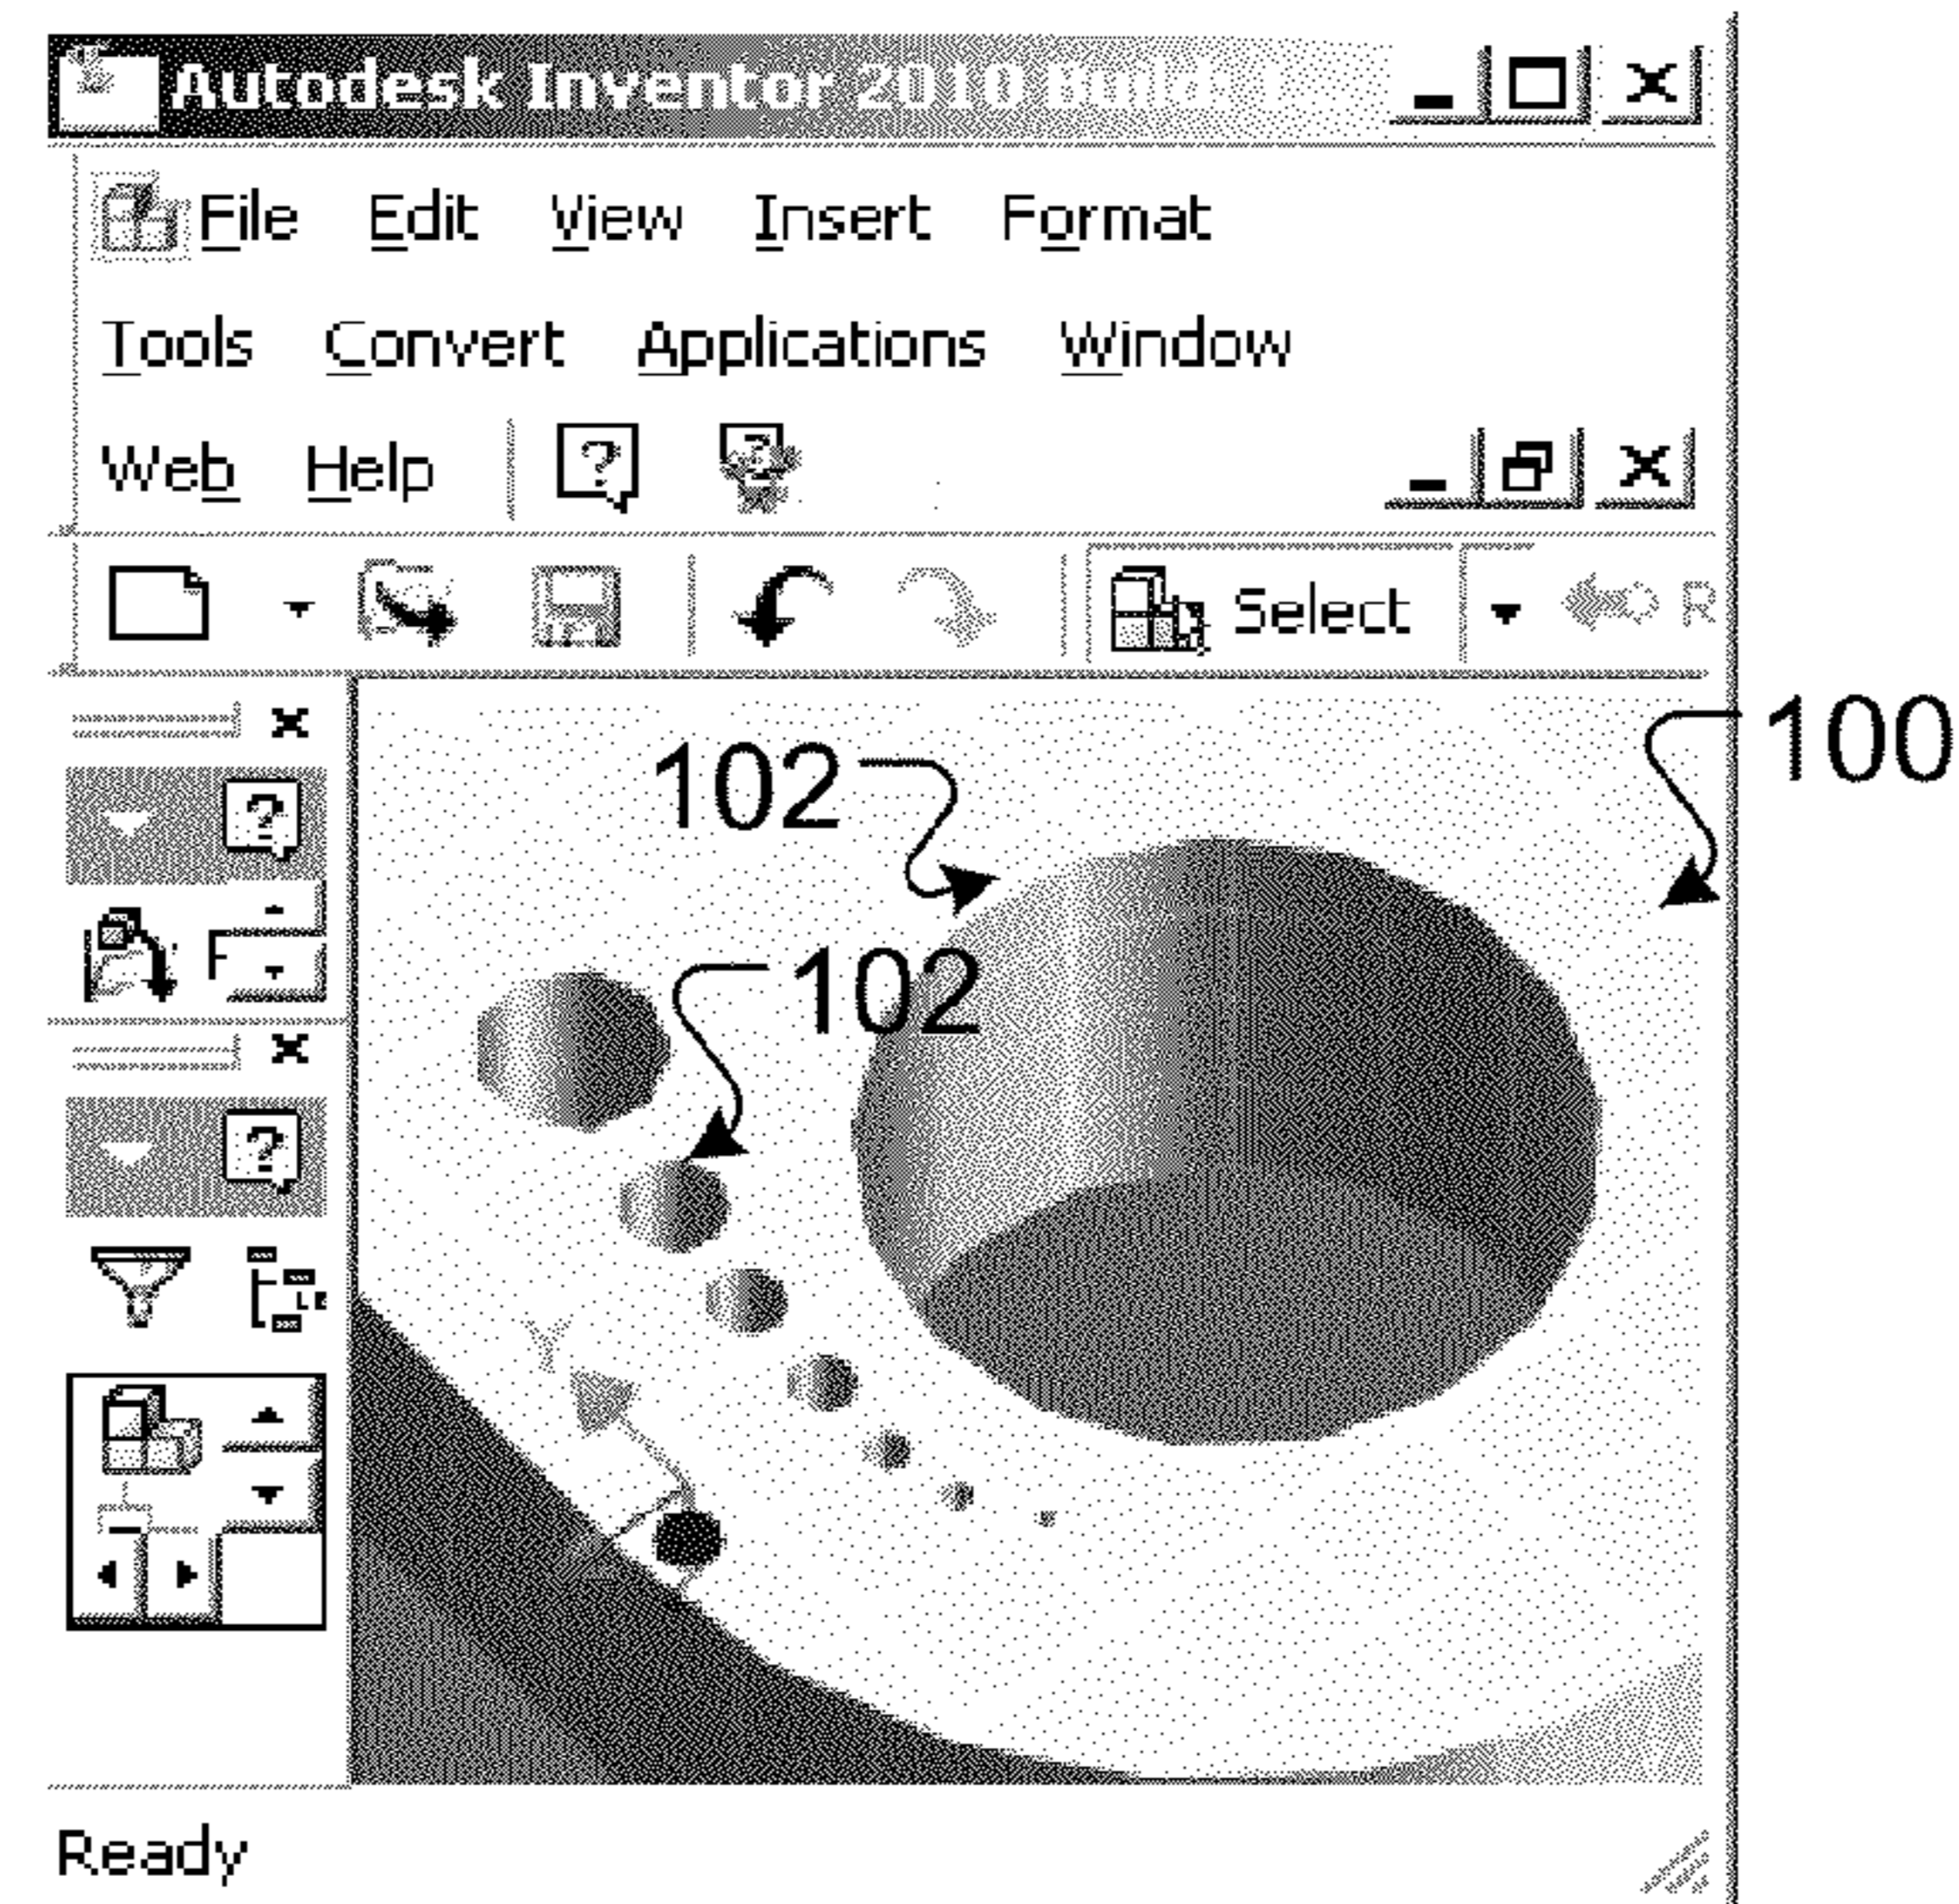 Autodesk Inventor 2010 Build:
File Edit View Insert Format
Tools Convert Applications Window
Web Help
Select R
100
102
102
Y
Ready